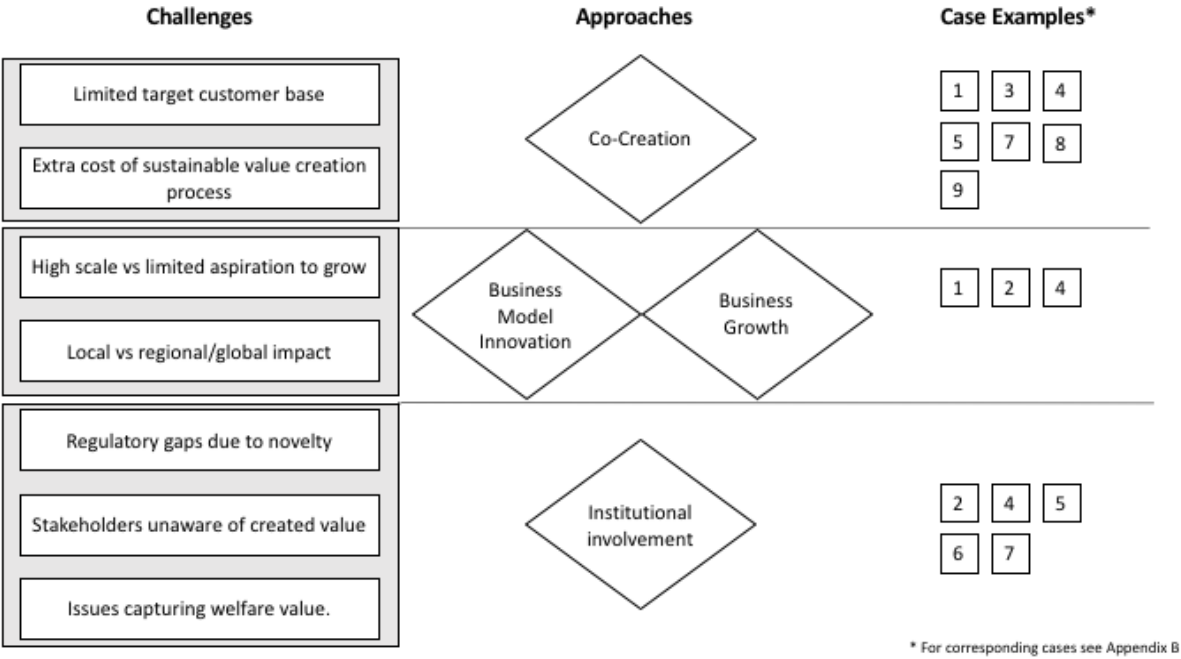 Challenges
Approaches
Case Examples*
Limited target customer base
Extra cost of sustainable value creation
process
Co-Creation
1 3 4
5 7 8
9
High scale vs limited aspiration to grow
Local vs regional/global impact
Business
Model
Innovation
Business
Growth
1 2 4
Regulatory gaps due to novelty
Stakeholders unaware of created value
Issues capturing welfare value.
Institutional
involvement
2 4 5
6 7
* For corresponding cases see Appendix B